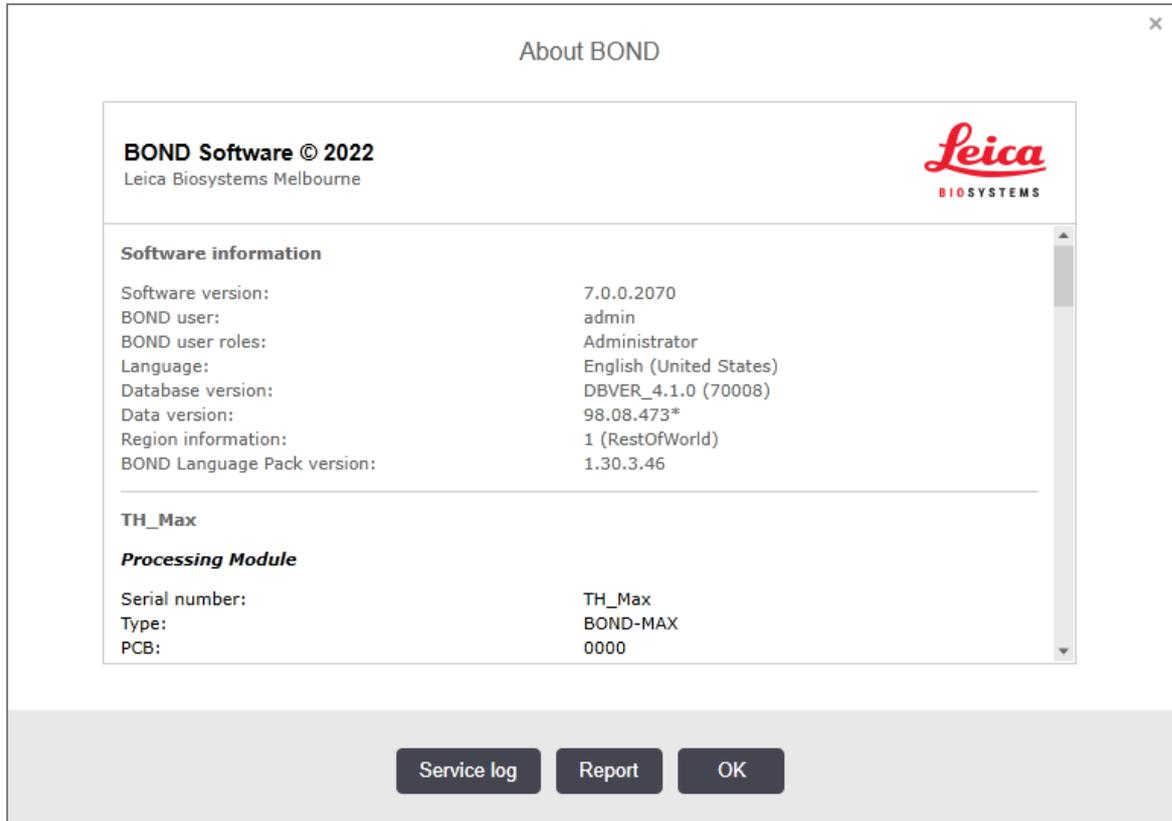 About BOND
BOND Software © 2022
Leica Biosystems Melbourne
Leica
BIOSYSTEMS
Software information
Software version: 7.0.0.2070
BOND user: admin
BOND user roles: Administrator
Language: English (United States)
Database version: DBVER_4.1.0 (70008)
Data version: 98.08.473*
Region information: 1 (RestOfWorld)
BOND Language Pack version: 1.30.3.46
TH_Max
Processing Module
Serial number: TH_Max
Type: BOND-MAX
PCB: 0000
Service log Report OK